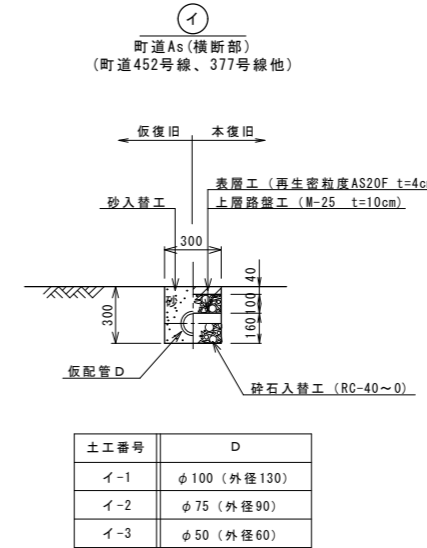 イ
町道As(横断部)
(町道452号線、377号線他)
仮復旧 本復旧
表層工 (再生密粒度AS20F t=4c
砂入替工 上層路盤工 (M-25 t=10cm)
300
40
砂
300
100
160
仮配管D
砕石入替工 (RC-40～0)
土工番号 D
イ-1 φ100 (外径130)
イ-2 φ75 (外径90)
イ-3 φ50 (外径60)